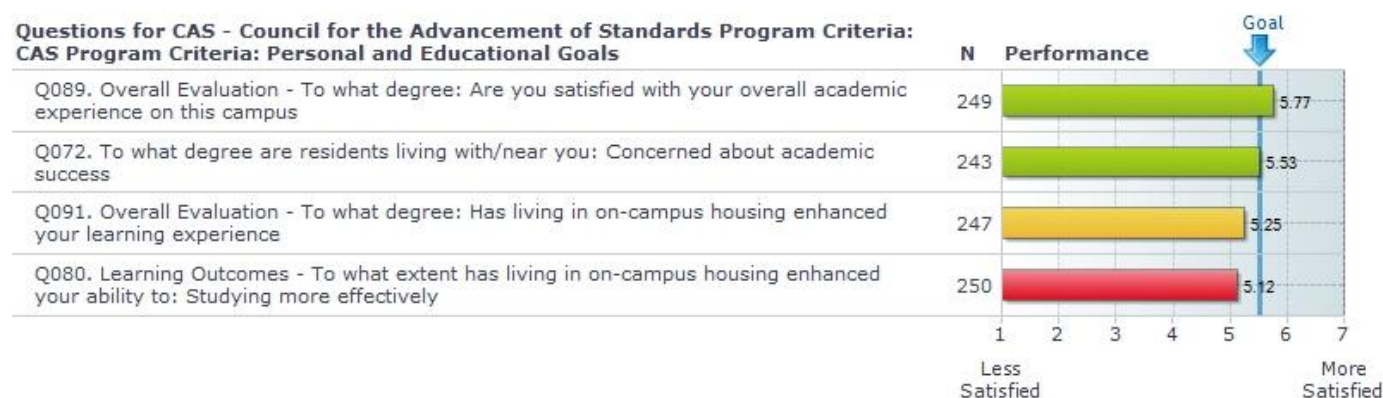 Goal
Questions for CAS - Council for the Advancement of Standards Program Criteria:
CAS Program Criteria: Personal and Educational Goals N Performance
Q089. Overall Evaluation - To what degree: Are you satisfied with your overall academic
experience on this campus
249 5.77
Q072. To what degree are residents living with/near you: Concerned about academic
success
243 5.53
Q091. Overall Evaluation - To what degree: Has living in on-campus housing enhanced
your learning experience
247 5.25
Q080. Learning Outcomes - To what extent has living in on-campus housing enhanced
your ability to: Studying more effectively
250 5.12
1 2 3 4 5 6 7
Less More
Satisfied Satisfied